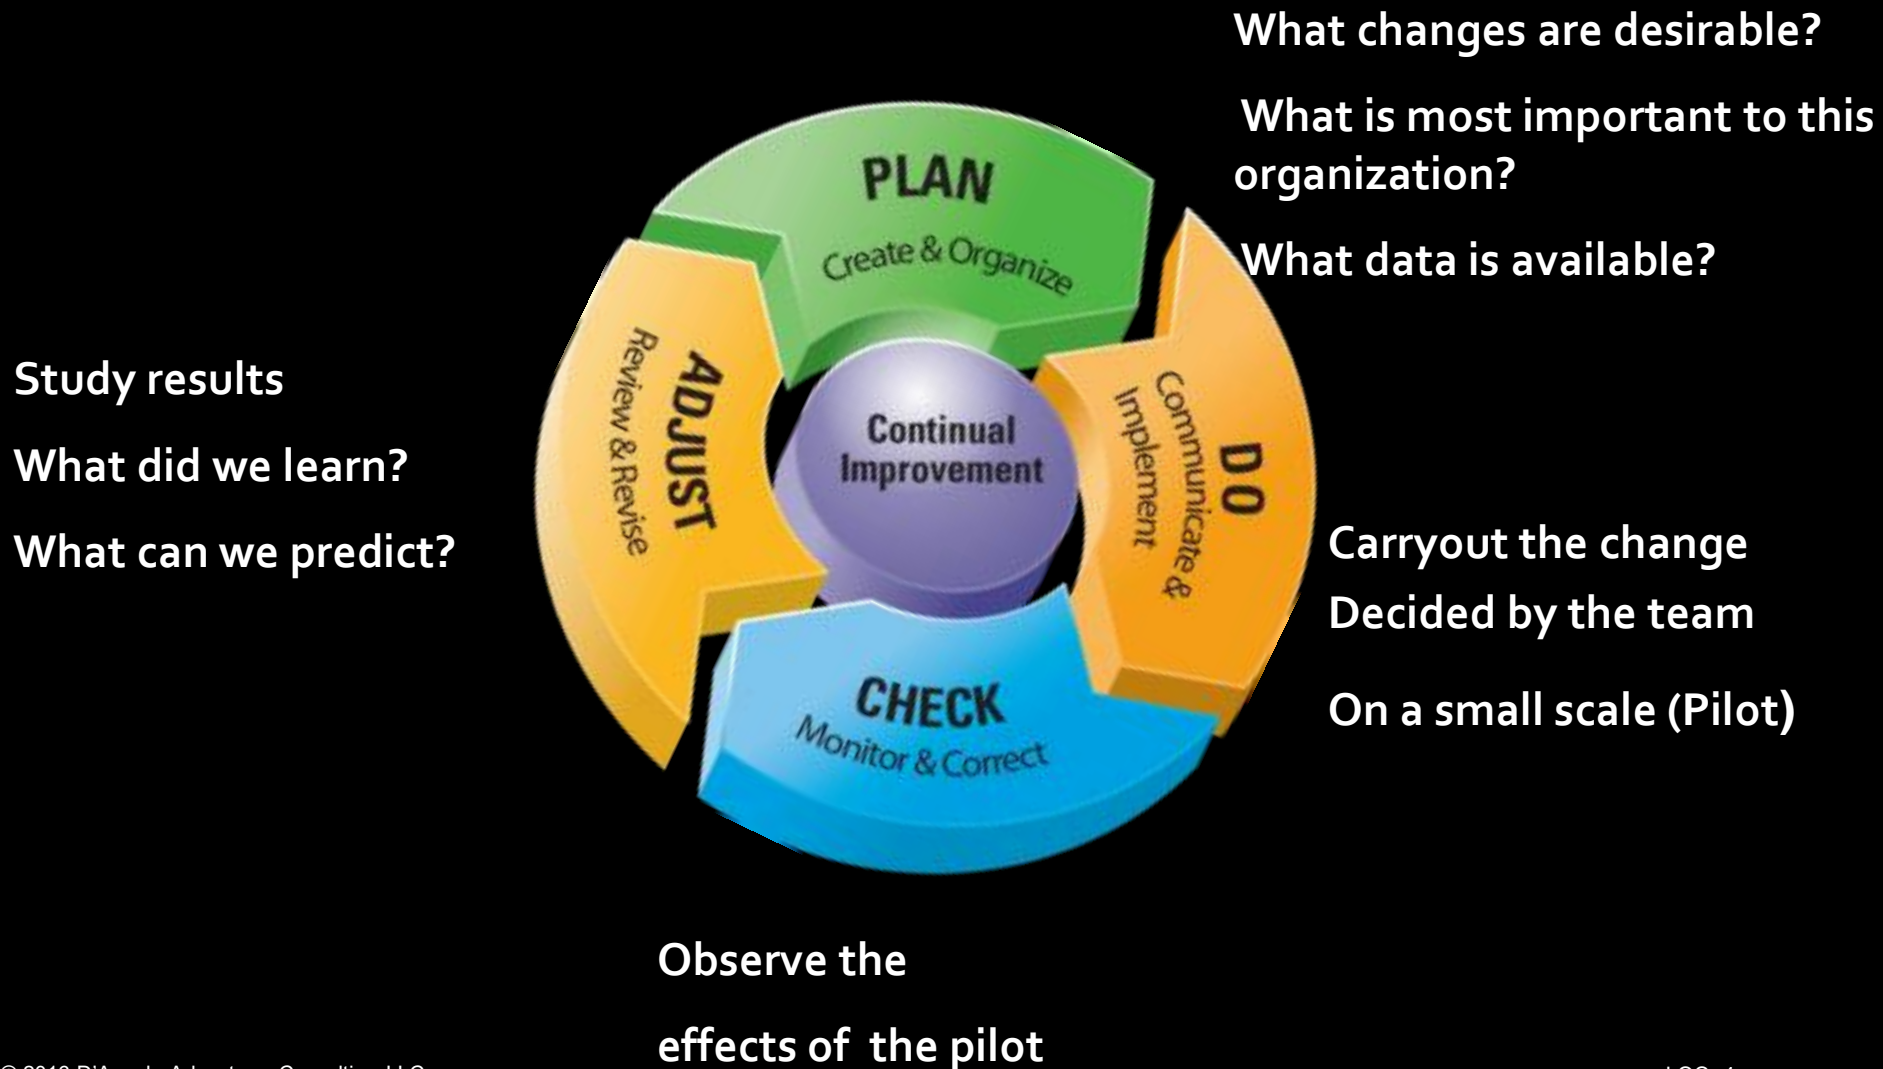 What changes are desirable?
What is most important to this
organization?
What data is available?
PLAN
Create & Organize
DO
Communicate &
Implement
Carryout the change
Decided by the team
On a small scale (Pilot)
CHECK
Monitor & Correct
Observe the
effects of the pilot
ADJUST
Review & Revise
Study results
What did we learn?
What can we predict?
Continual
Improvement